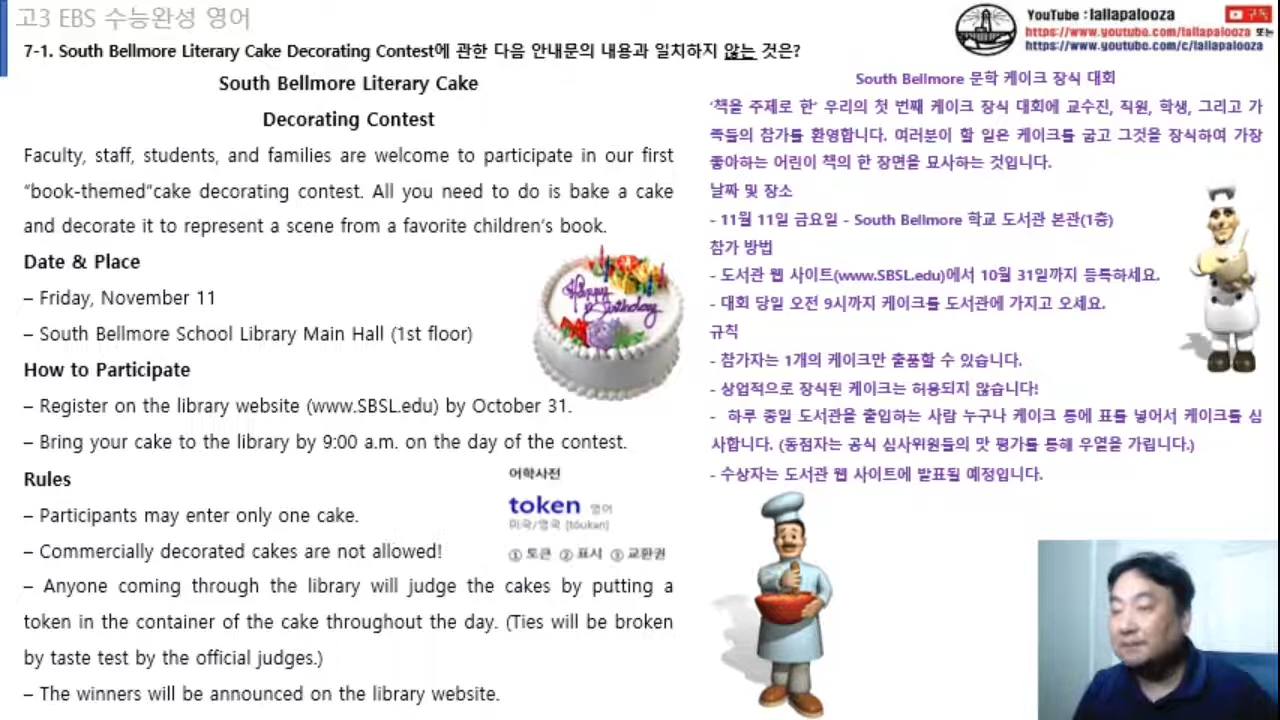 고3 EBS 수능완성 영어
YouTube : lallapalooza
구독
https://www.youtube.com/lallapalooza 또는
https://www.youtube.com/c/lallapalooza
7-1. South Bellmore Literary Cake Decorating Contest에 관한 다음 안내문의 내용과 일치하지 않는 것은?
South Bellmore Literary Cake
Decorating Contest
Faculty, staff, students, and families are welcome to participate in our first
“book-themed“cake decorating contest. All you need to do is bake a cake
and decorate it to represent a scene from a favorite children’s book.
Date & Place
– Friday, November 11
– South Bellmore School Library Main Hall (1st floor)
How to Participate
– Register on the library website (www.SBSL.edu) by October 31.
– Bring your cake to the library by 9:00 a.m. on the day of the contest.
Rules
– Participants may enter only one cake.
– Commercially decorated cakes are not allowed!
– Anyone coming through the library will judge the cakes by putting a
token in the container of the cake throughout the day. (Ties will be broken
by taste test by the official judges.)
– The winners will be announced on the library website.
Happy
Birthday
어학사전
token 영어
미국/영국 [toʊkən]
① 토큰 ② 표시 ③ 교환권
South Bellmore 문학 케이크 장식 대회
‘책을 주제로 한’ 우리의 첫 번째 케이크 장식 대회에 교수진, 직원, 학생, 그리고 가
족들의 참가를 환영합니다. 여러분이 할 일은 케이크를 굽고 그것을 장식하여 가장
좋아하는 어린이 책의 한 장면을 묘사하는 것입니다.
날짜 및 장소
- 11월 11일 금요일 - South Bellmore 학교 도서관 본관(1층)
참가 방법
- 도서관 웹 사이트(www.SBSL.edu)에서 10월 31일까지 등록하세요.
- 대회 당일 오전 9시까지 케이크를 도서관에 가지고 오세요.
규칙
- 참가자는 1개의 케이크만 출품할 수 있습니다.
- 상업적으로 장식된 케이크는 허용되지 않습니다!
- 하루 종일 도서관을 출입하는 사람 누구나 케이크 통에 표를 넣어서 케이크를 심
사합니다. (동점자는 공식 심사위원들의 맛 평가를 통해 우열을 가립니다.)
- 수상자는 도서관 웹 사이트에 발표될 예정입니다.